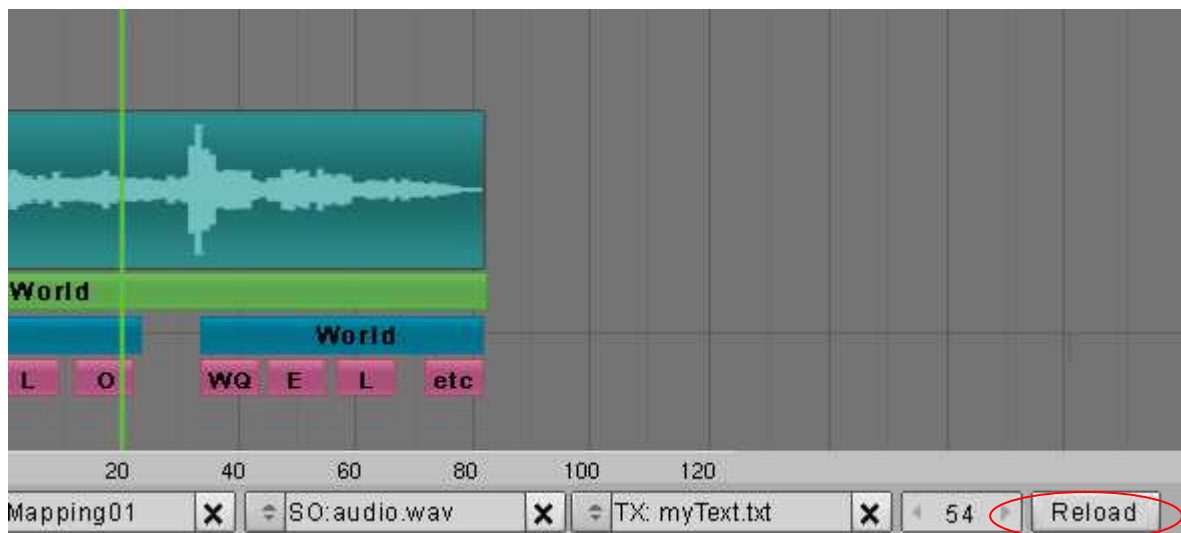 World
World
L O WQ E L etc
20 40 60 80 100 120
Mapping01 X SO:audio.wav X TX: myText.txt X 54 Reload